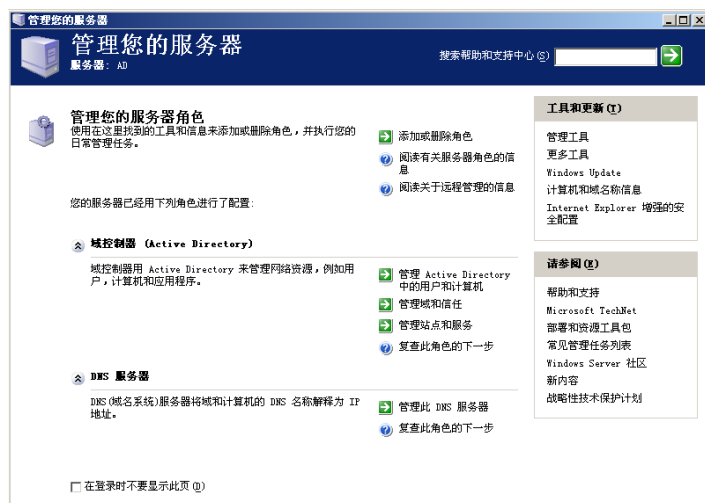 管理您的服务器
管理您的服务器
服务器: AD
搜索帮助和支持中心(S)
管理您的服务器角色
使用在这里找到的工具和信息来添加或删除角色，并执行您的
日常管理任务。
添加或删除角色
阅读有关服务器角色的信
息
阅读关于远程管理的信息
您的服务器已经用下列角色进行了配置:
域控制器 (Active Directory)
域控制器用 Active Directory 来管理网络资源，例如用
户，计算机和应用程序。
管理 Active Directory
中的用户和计算机
管理域和信任
管理站点和服务
复查此角色的下一步
DNS 服务器
DNS(域名系统)服务器将域和计算机的 DNS 名称解释为 IP
地址。
管理此 DNS 服务器
复查此角色的下一步
在登录时不要显示此页(D)
工具和更新(T)
管理工具
更多工具
Windows Update
计算机和域名称信息
Internet Explorer 增强的安
全配置
请参阅(E)
帮助和支持
Microsoft TechNet
部署和资源工具包
常见管理任务列表
Windows Server 社区
新内容
战略性技术保护计划